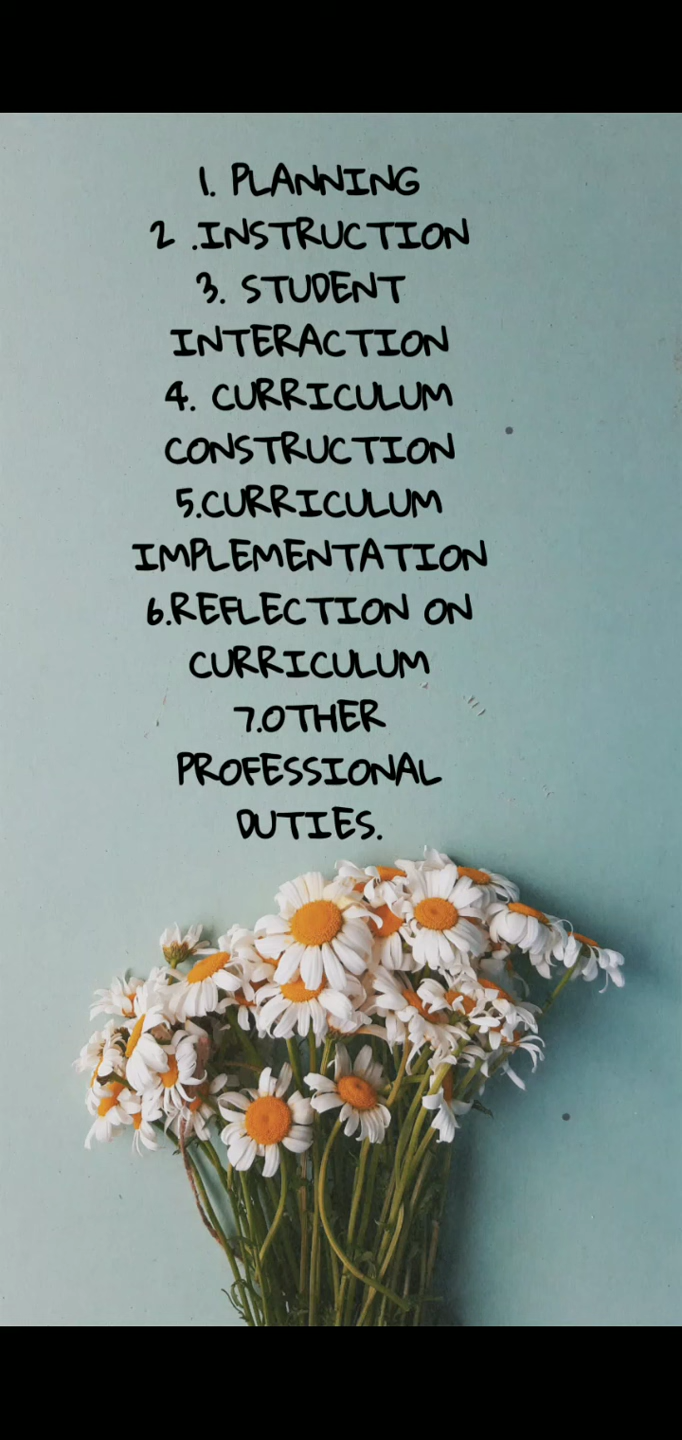 1. PLANNING
2 .INSTRUCTION
3. STUDENT
INTERACTION
4. CURRICULUM
CONSTRUCTION
5.CURRICULUM
IMPLEMENTATION
6.REFLECTION ON
CURRICULUM
7.OTHER
PROFESSIONAL
DUTIES.